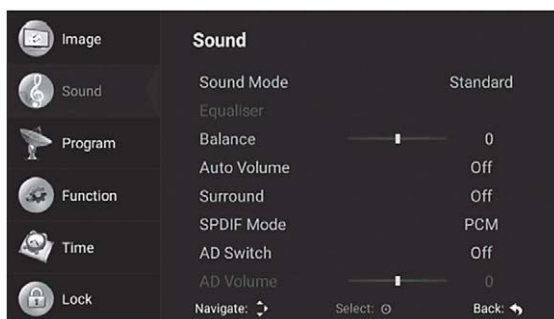 Image
Sound
Program
Function
Time
Lock
Sound
Sound Mode Standard
Equaliser
Balance 0
Auto Volume Off
Surround Off
SPDIF Mode PCM
AD Switch Off
AD Volume 0
Navigate: Select: Back: